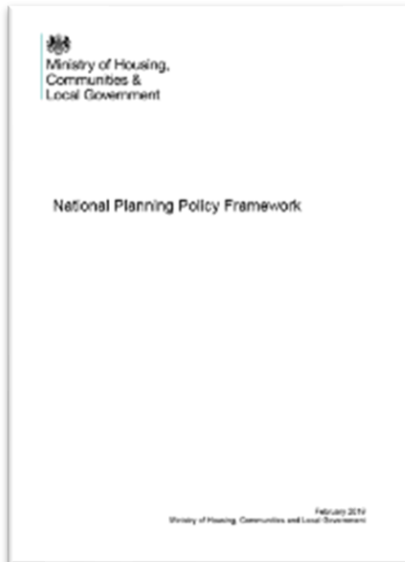 Ministry of Housing,
Communities &
Local Government
National Planning Policy Framework
February 2019
Ministry of Housing, Communities and Local Government